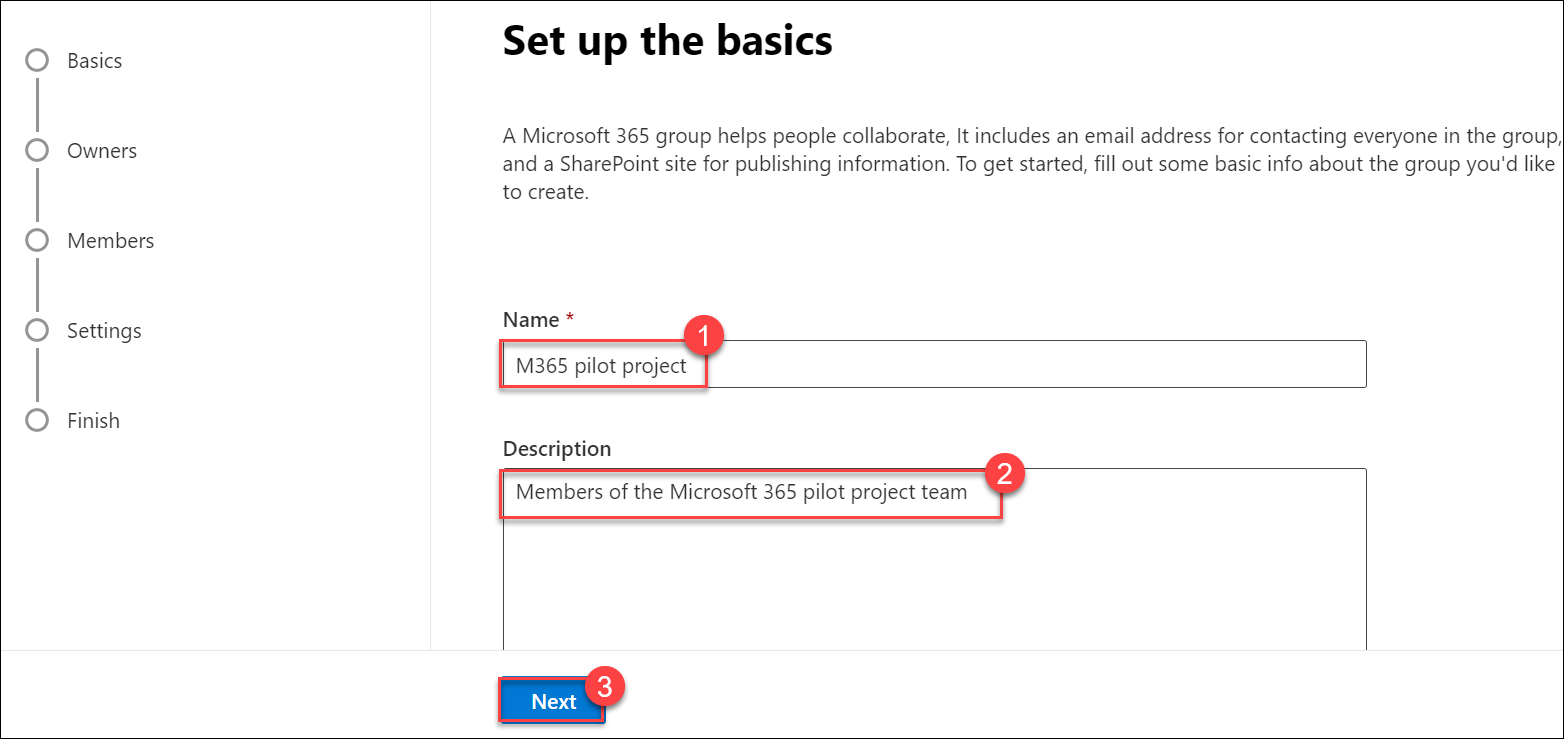 Basics
Owners
Members
Settings
Finish
Set up the basics
A Microsoft 365 group helps people collaborate, It includes an email address for contacting everyone in the group,
and a SharePoint site for publishing information. To get started, fill out some basic info about the group you'd like
to create.
Name *
1
M365 pilot project
Description
2
Members of the Microsoft 365 pilot project team
Next
3